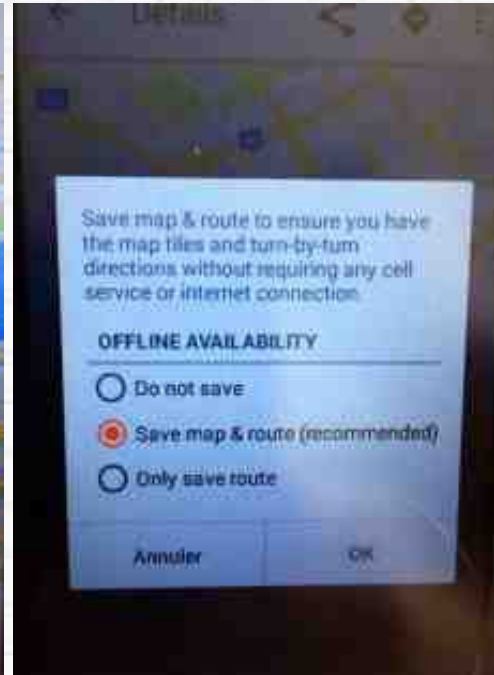 Détails
Save map & route to ensure you have
the map tiles and turn-by-turn
directions without requiring any cell
service or internet connection.
OFFLINE AVAILABILITY
Do not save
Save map & route (recommended)
Only save route
Annuler
OK